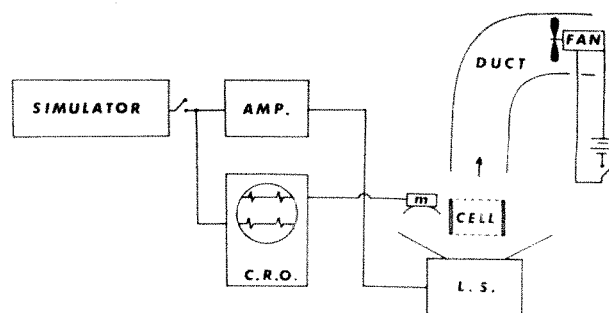 FAN
DUCT
SIMULATOR
AMP.
m
CELL
C.R.O.
L.S.